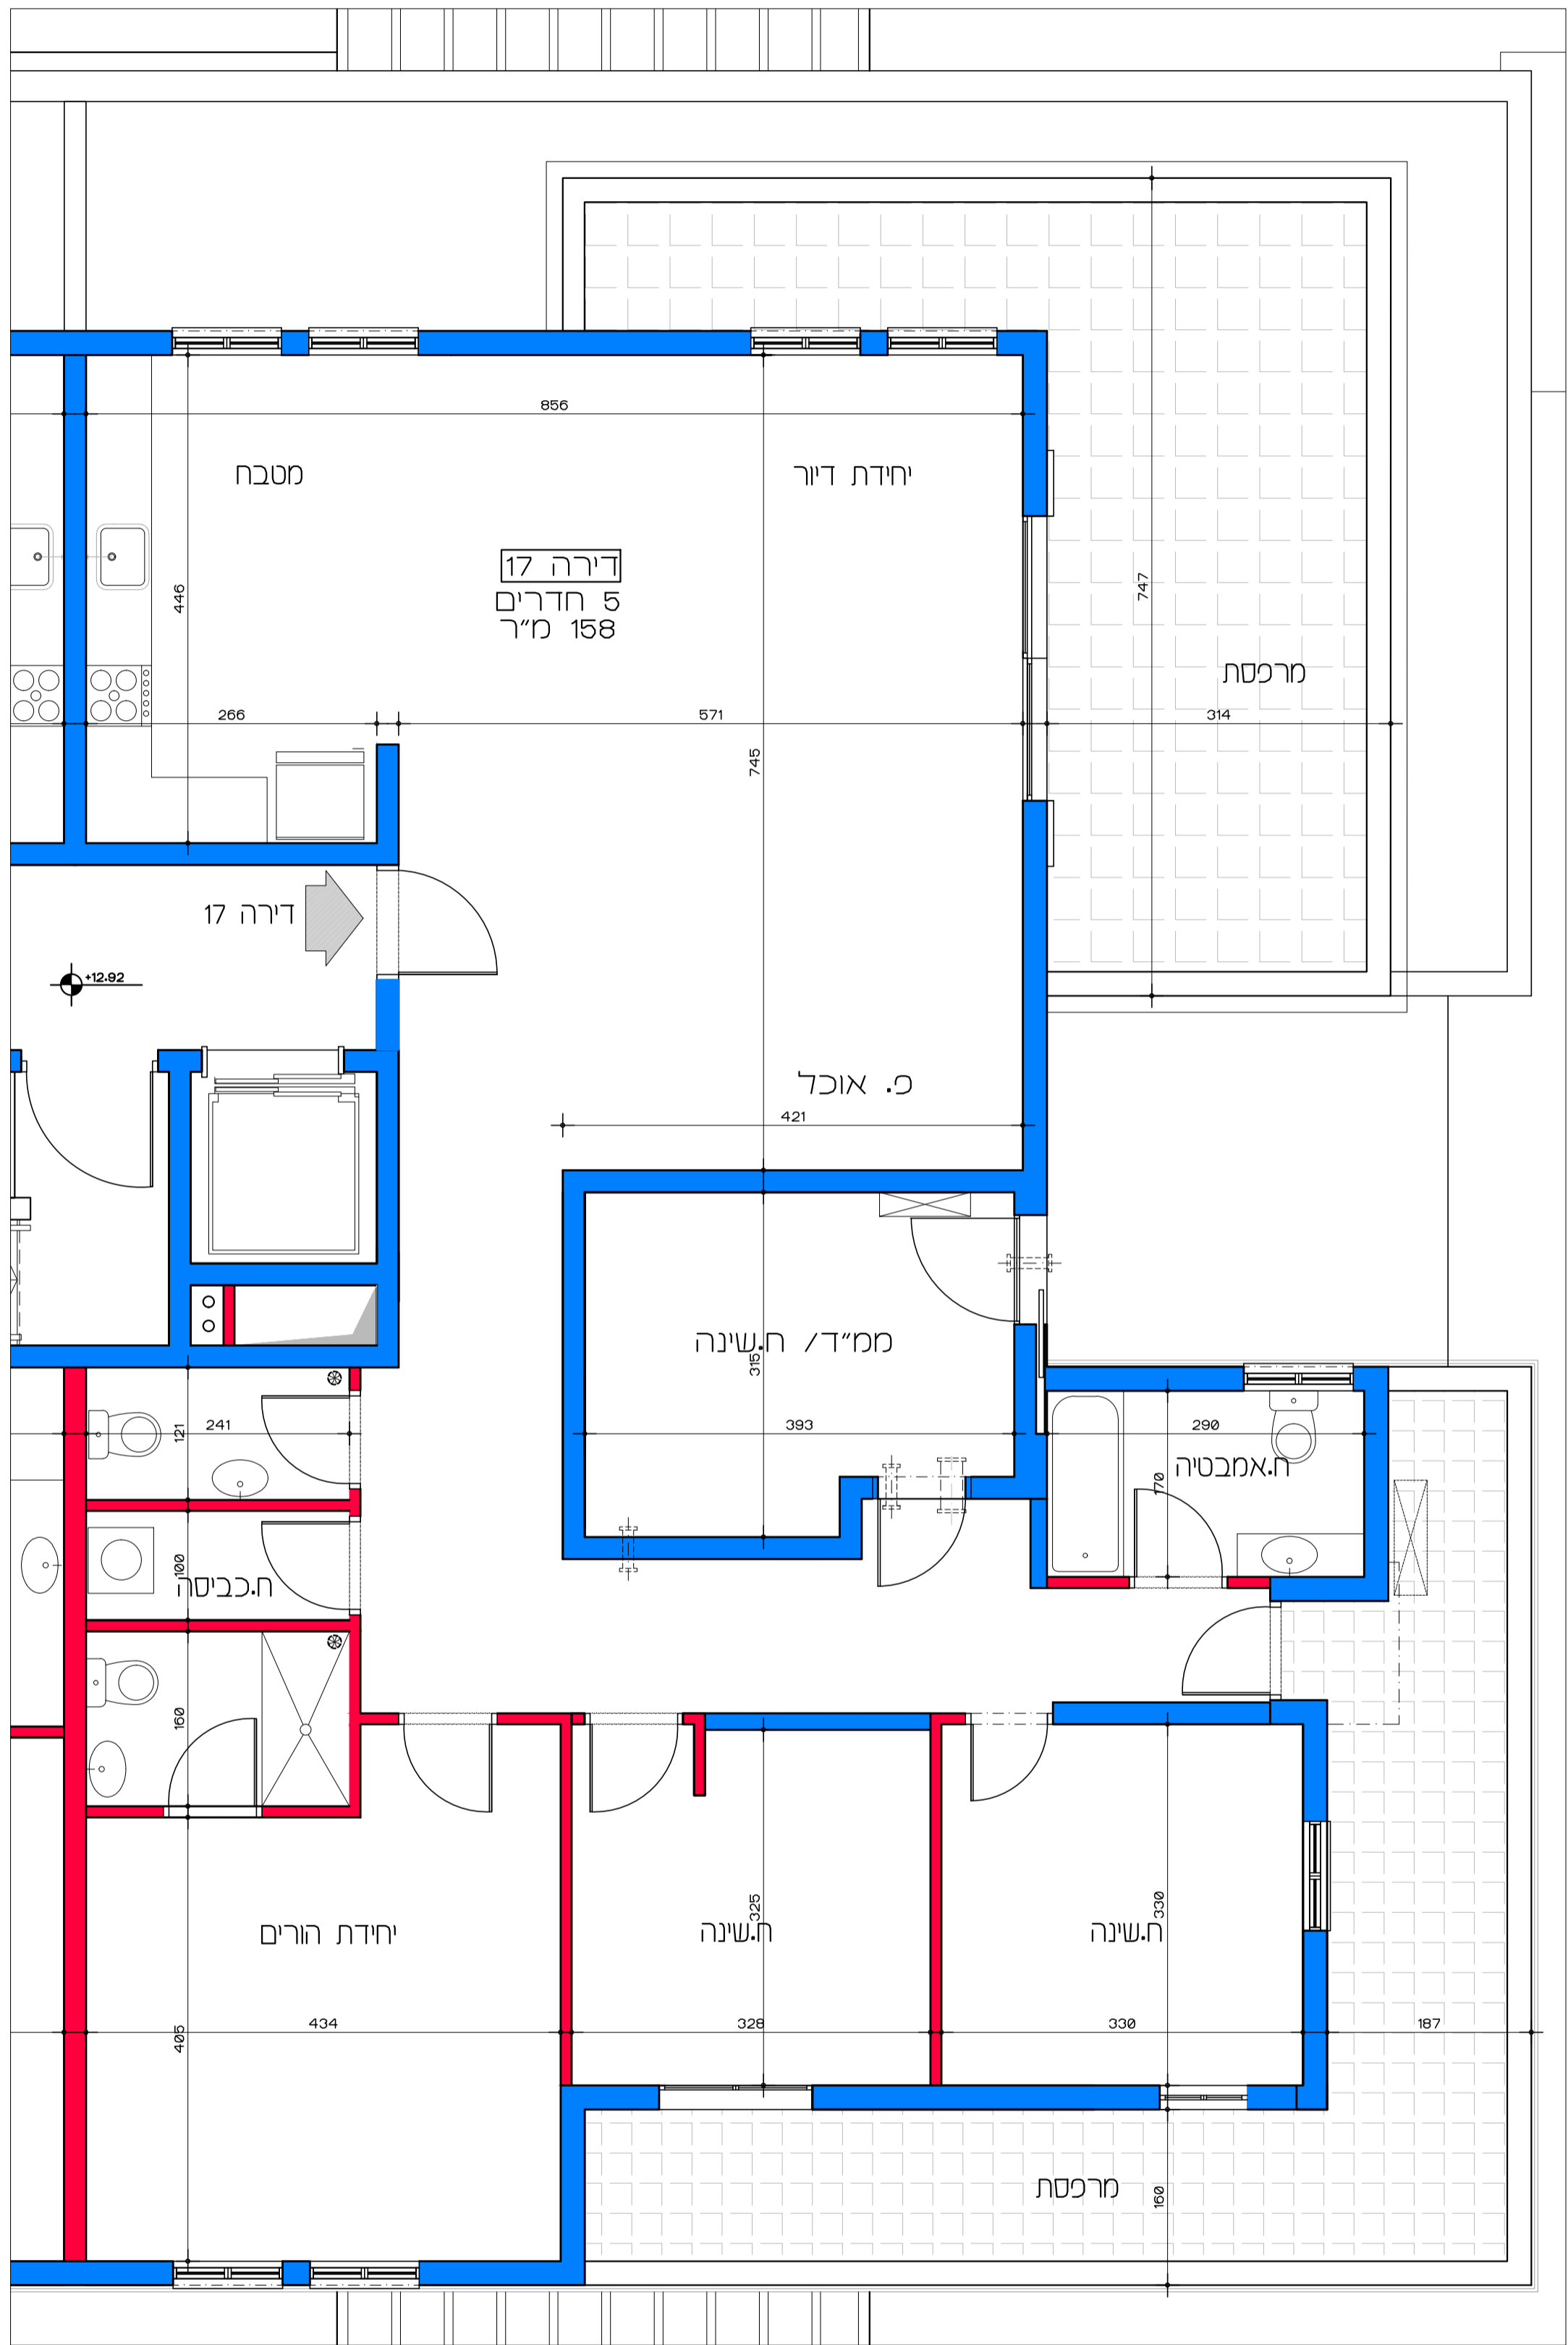 856
מטבח
יחידת דיור
דירה 17
5 חדרים
158 מ"ר
446
747
מרפסת
266
571
314
745
דירה 17
+12.92
פ. אוכל
421
ממ"ד/ ח.שינה
315
393
241
121
290
ח.אמבטיה
170
100
ח.כביסה
160
325
330
יחידת הורים
ח.שינה
ח.שינה
405
434
328
330
187
מרפסת
160